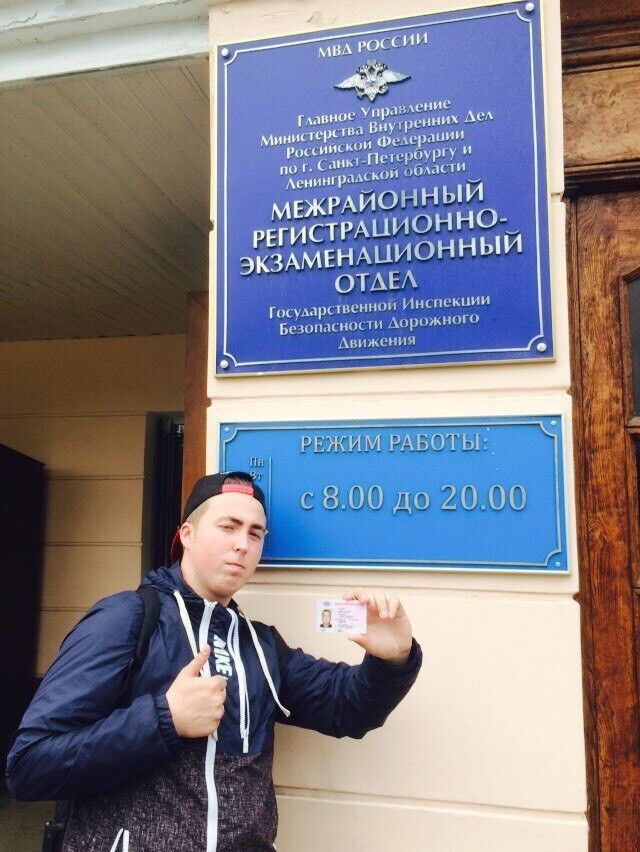 МВД РОССИИ
Главное Управление
Министерства Внутренних Дел
Российской Федерации
по г. Санкт-Петербургу и
Ленинградской области
МЕЖРАЙОННЫЙ
РЕГИСТРАЦИОННО-
ЭКЗАМЕНАЦИОННЫЙ
ОТДЕЛ
Государственной Инспекции
Безопасности Дорожного
Движения
РЕЖИМ РАБОТЫ:
Пн
Вт
с 8.00 до 20.00
NIKE